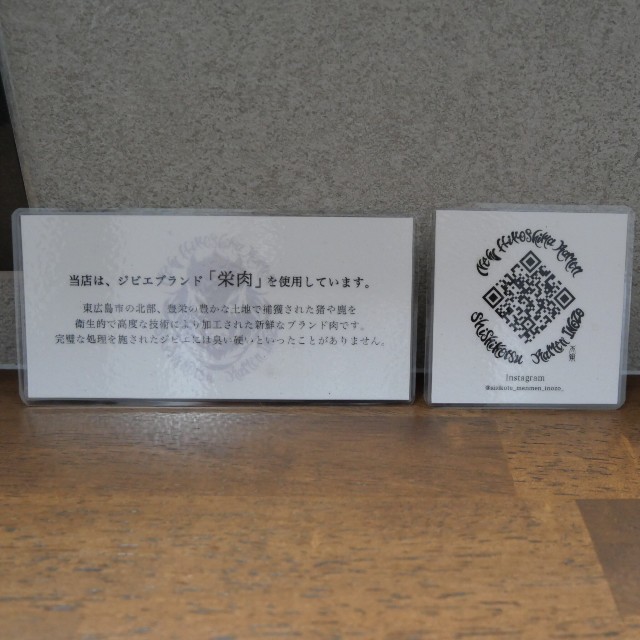 当店は、ジビエブランド「栄肉」を使用しています。
東広島市の北部、豊栄の豊かな土地で捕獲された猪や鹿を
衛生的で高度な技術により加工された新鮮なブランド肉です。
完璧な処理を施されたジビエには臭い硬いといったことがありません。
Instagram